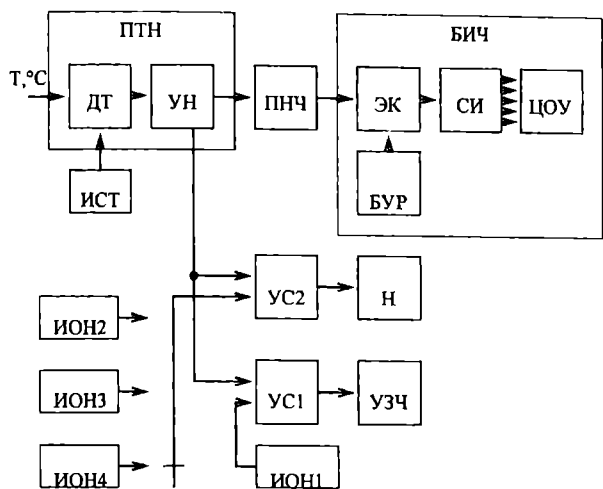 ПТН
БИЧ
T,°C
ДТ
УН
ПНЧ
ЭК
СИ
ЦОУ
ИСТ
БУР
УС2
Н
ИОН2
ИОН3
УС1
УЗЧ
ИОН4
ИОН1